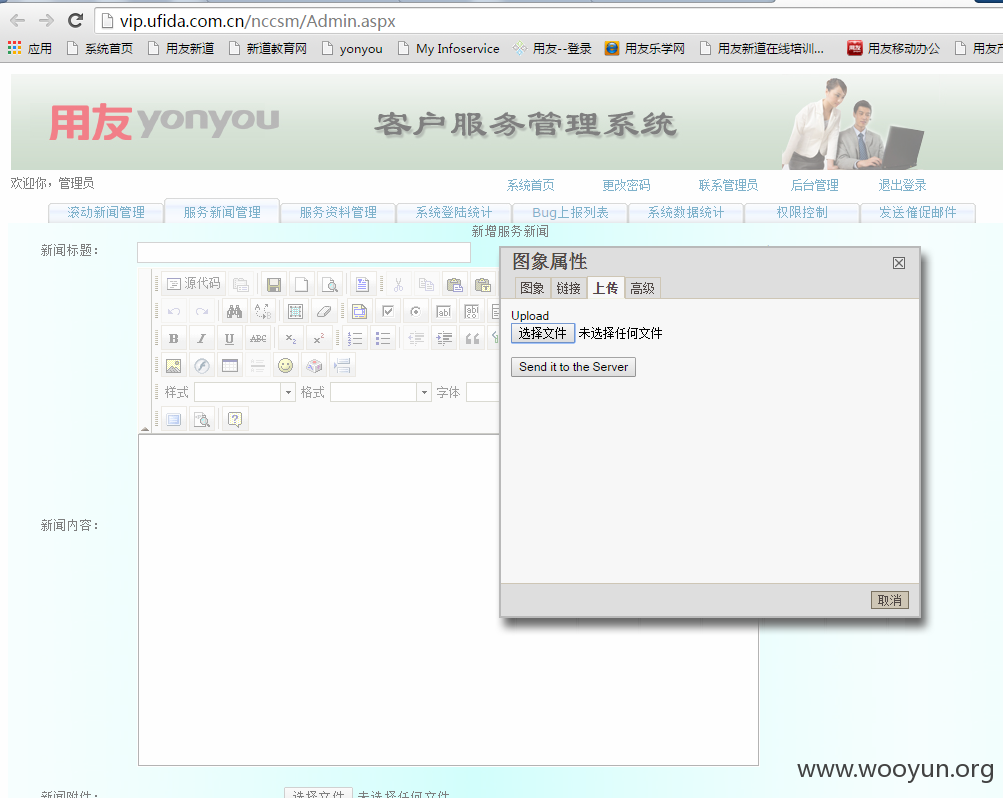 vip.ufida.com.cn/nccsm/Admin.aspx
应用 系统首页 用友新道 新道教育网 yonyou My Infoservice 用友--登录 用友乐学网 用友新道在线培训... 用友移动办公 用友
用友 yonyou 客户服务管理系统
欢迎你，管理员 系统首页 更改密码 联系管理员 后台管理 退出登录
滚动新闻管理 服务新闻管理 服务资料管理 系统登陆统计 Bug上报列表 系统数据统计 权限控制 发送催促邮件
新增服务新闻
新闻标题：
源代码
B I U ABC x₂ x²
样式 格式 字体
新闻内容：
图象属性
图象 链接 上传 高级
Upload
选择文件 未选择任何文件
Send it to the Server
取消
www.wooyun.org
新闻附件： 选择文件 未选择任何文件